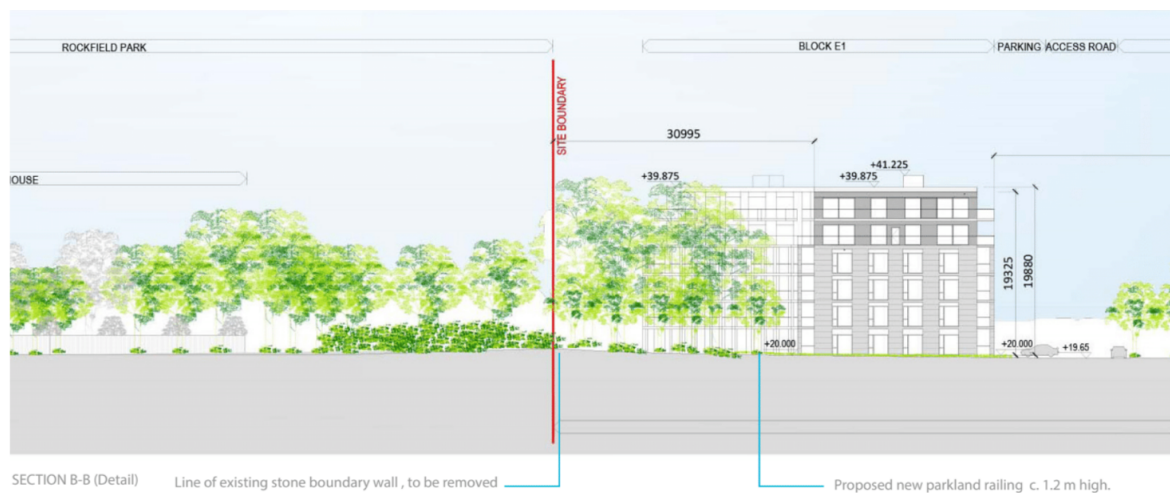 ROCKFIELD PARK
BLOCK E1
PARKING
ACCESS ROAD
SITE BOUNDARY
30995
+41.225
+39.875
+39.875
OUSE
19325
19880
+20.000
+20.000
+19.65
SECTION B-B (Detail)
Line of existing stone boundary wall , to be removed
Proposed new parkland railing c. 1.2 m high.